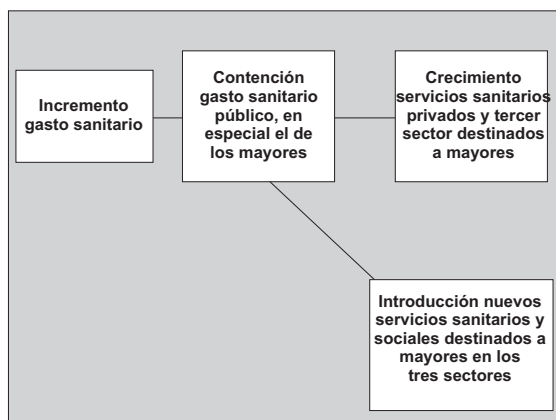 Incremento
gasto sanitario
Contención
gasto sanitario
público, en
especial el de
los mayores
Crecimiento
servicios sanitarios
privados y tercer
sector destinados
a mayores
Introducción nuevos
servicios sanitarios y
sociales destinados a
mayores en los
tres sectores